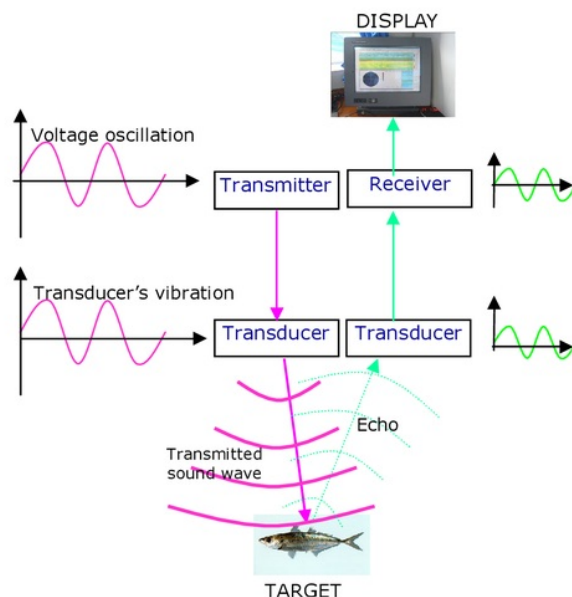 DISPLAY
Voltage oscillation
Transmitter
Receiver
Transducer's vibration
Transducer
Transducer
Echo
Transmitted
sound wave
TARGET